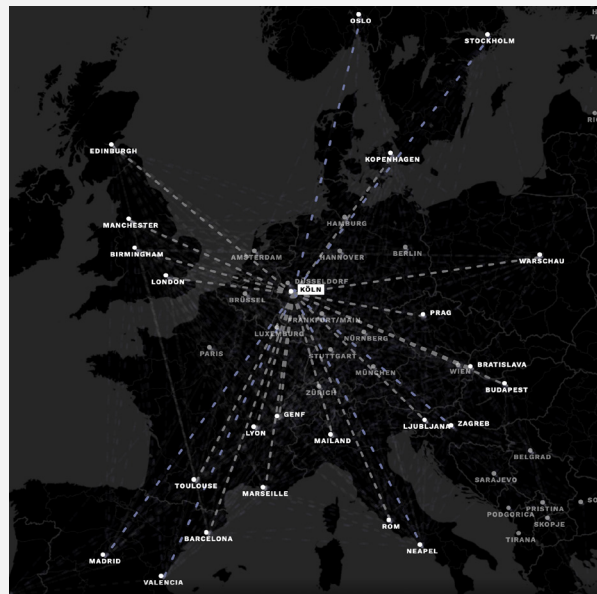 OSLO
STOCKHOLM
EDINBURGH
KOPENHAGEN
MANCHESTER
HAMBURG
BIRMINGHAM
AMSTERDAM
HANNOVER
BERLIN
WARSCHAU
LONDON
DÜSSELDORF
KÖLN
BRÜSSEL
PRAG
FRANKFURT/MAIN
LUXEMBURG
NÜRNBERG
PARIS
STUTTGART
BRATISLAVA
MÜNCHEN
WIEN
BUDAPEST
ZÜRICH
GENF
LJUBLJANA
ZAGREB
LYON
MAILAND
BELGRAD
SARAJEVO
TOULOUSE
MARSEILLE
PRISTINA
PODGORICA
SKOPJE
ROM
BARCELONA
TIRANA
NEAPEL
MADRID
VALENCIA